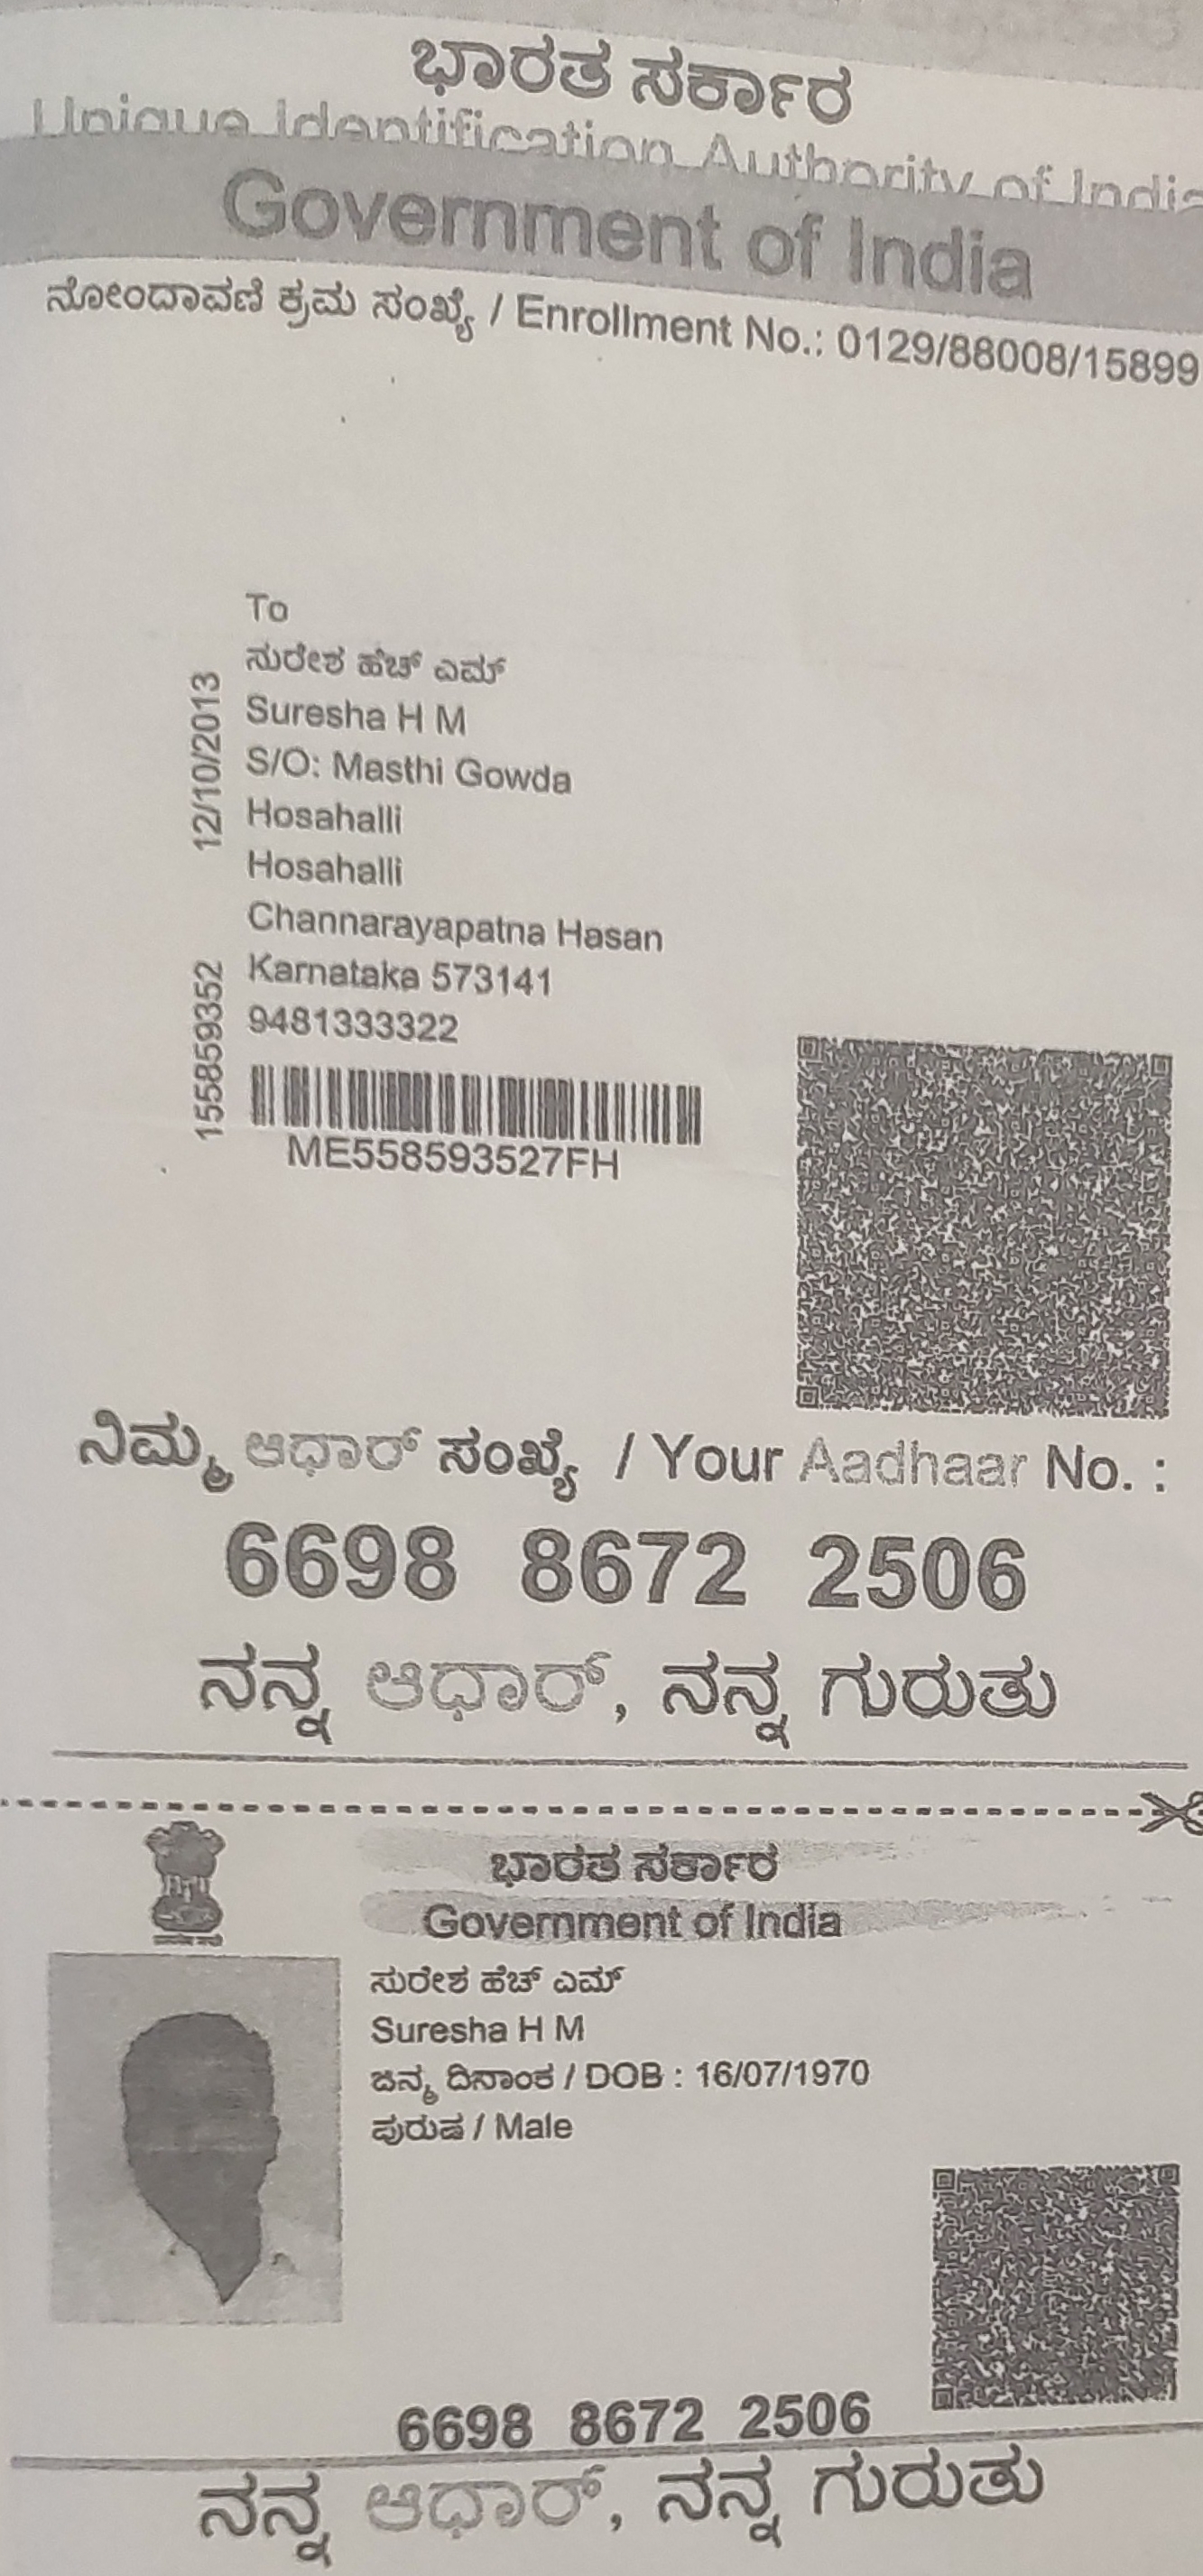 ಭಾರತ ಸರ್ಕಾರ
Unique Identification Authority of India
Government of India
ನೋಂದಾವಣಿ ಕ್ರಮ ಸಂಖ್ಯೆ / Enrollment No.: 0129/88008/15899
To
ಸುರೇಶ ಹೆಚ್ ಎಮ್
Suresha H M
S/O: Masthi Gowda
Hosahalli
Hosahalli
Channarayapatna Hasan
Karnataka 573141
9481333322
12/10/2013
155859352
ME558593527FH
ನಿಮ್ಮ ಆಧಾರ್ ಸಂಖ್ಯೆ / Your Aadhaar No. :
6698 8672 2506
ನನ್ನ ಆಧಾರ್, ನನ್ನ ಗುರುತು
ಭಾರತ ಸರ್ಕಾರ
Government of India
ಸುರೇಶ ಹೆಚ್ ಎಮ್
Suresha H M
ಜನ್ಮ ದಿನಾಂಕ / DOB : 16/07/1970
ಪುರುಷ / Male
6698 8672 2506
ನನ್ನ ಆಧಾರ್, ನನ್ನ ಗುರುತು